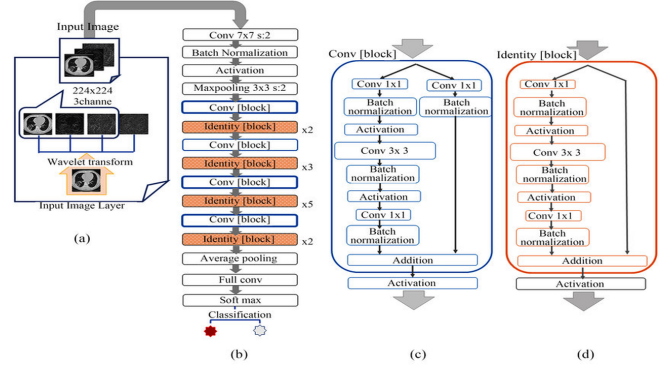 Input Image
224x224
3channe
Wavelet transform
Input Image Layer
(a)
Conv 7x7 s:2
Batch Normalization
Activation
Maxpooling 3x3 s:2
Conv [block]
Identity [block]
x2
Conv [block]
Identity [block]
x3
Conv [block]
Identity [block]
x5
Conv [block]
Identity [block]
x2
Average pooling
Full conv
Soft max
Classification
(b)
Conv [block]
Conv 1x1
Conv 1x1
Batch
normalization
Batch
normalization
Activation
Conv 3x 3
Batch
normalization
Activation
Conv 1x1
Batch
normalization
Addition
Activation
(c)
Identity [block]
Conv 1x1
Batch
normalization
Activation
Conv 3x 3
Batch
normalization
Activation
Conv 1x1
Batch
normalization
Addition
Activation
(d)